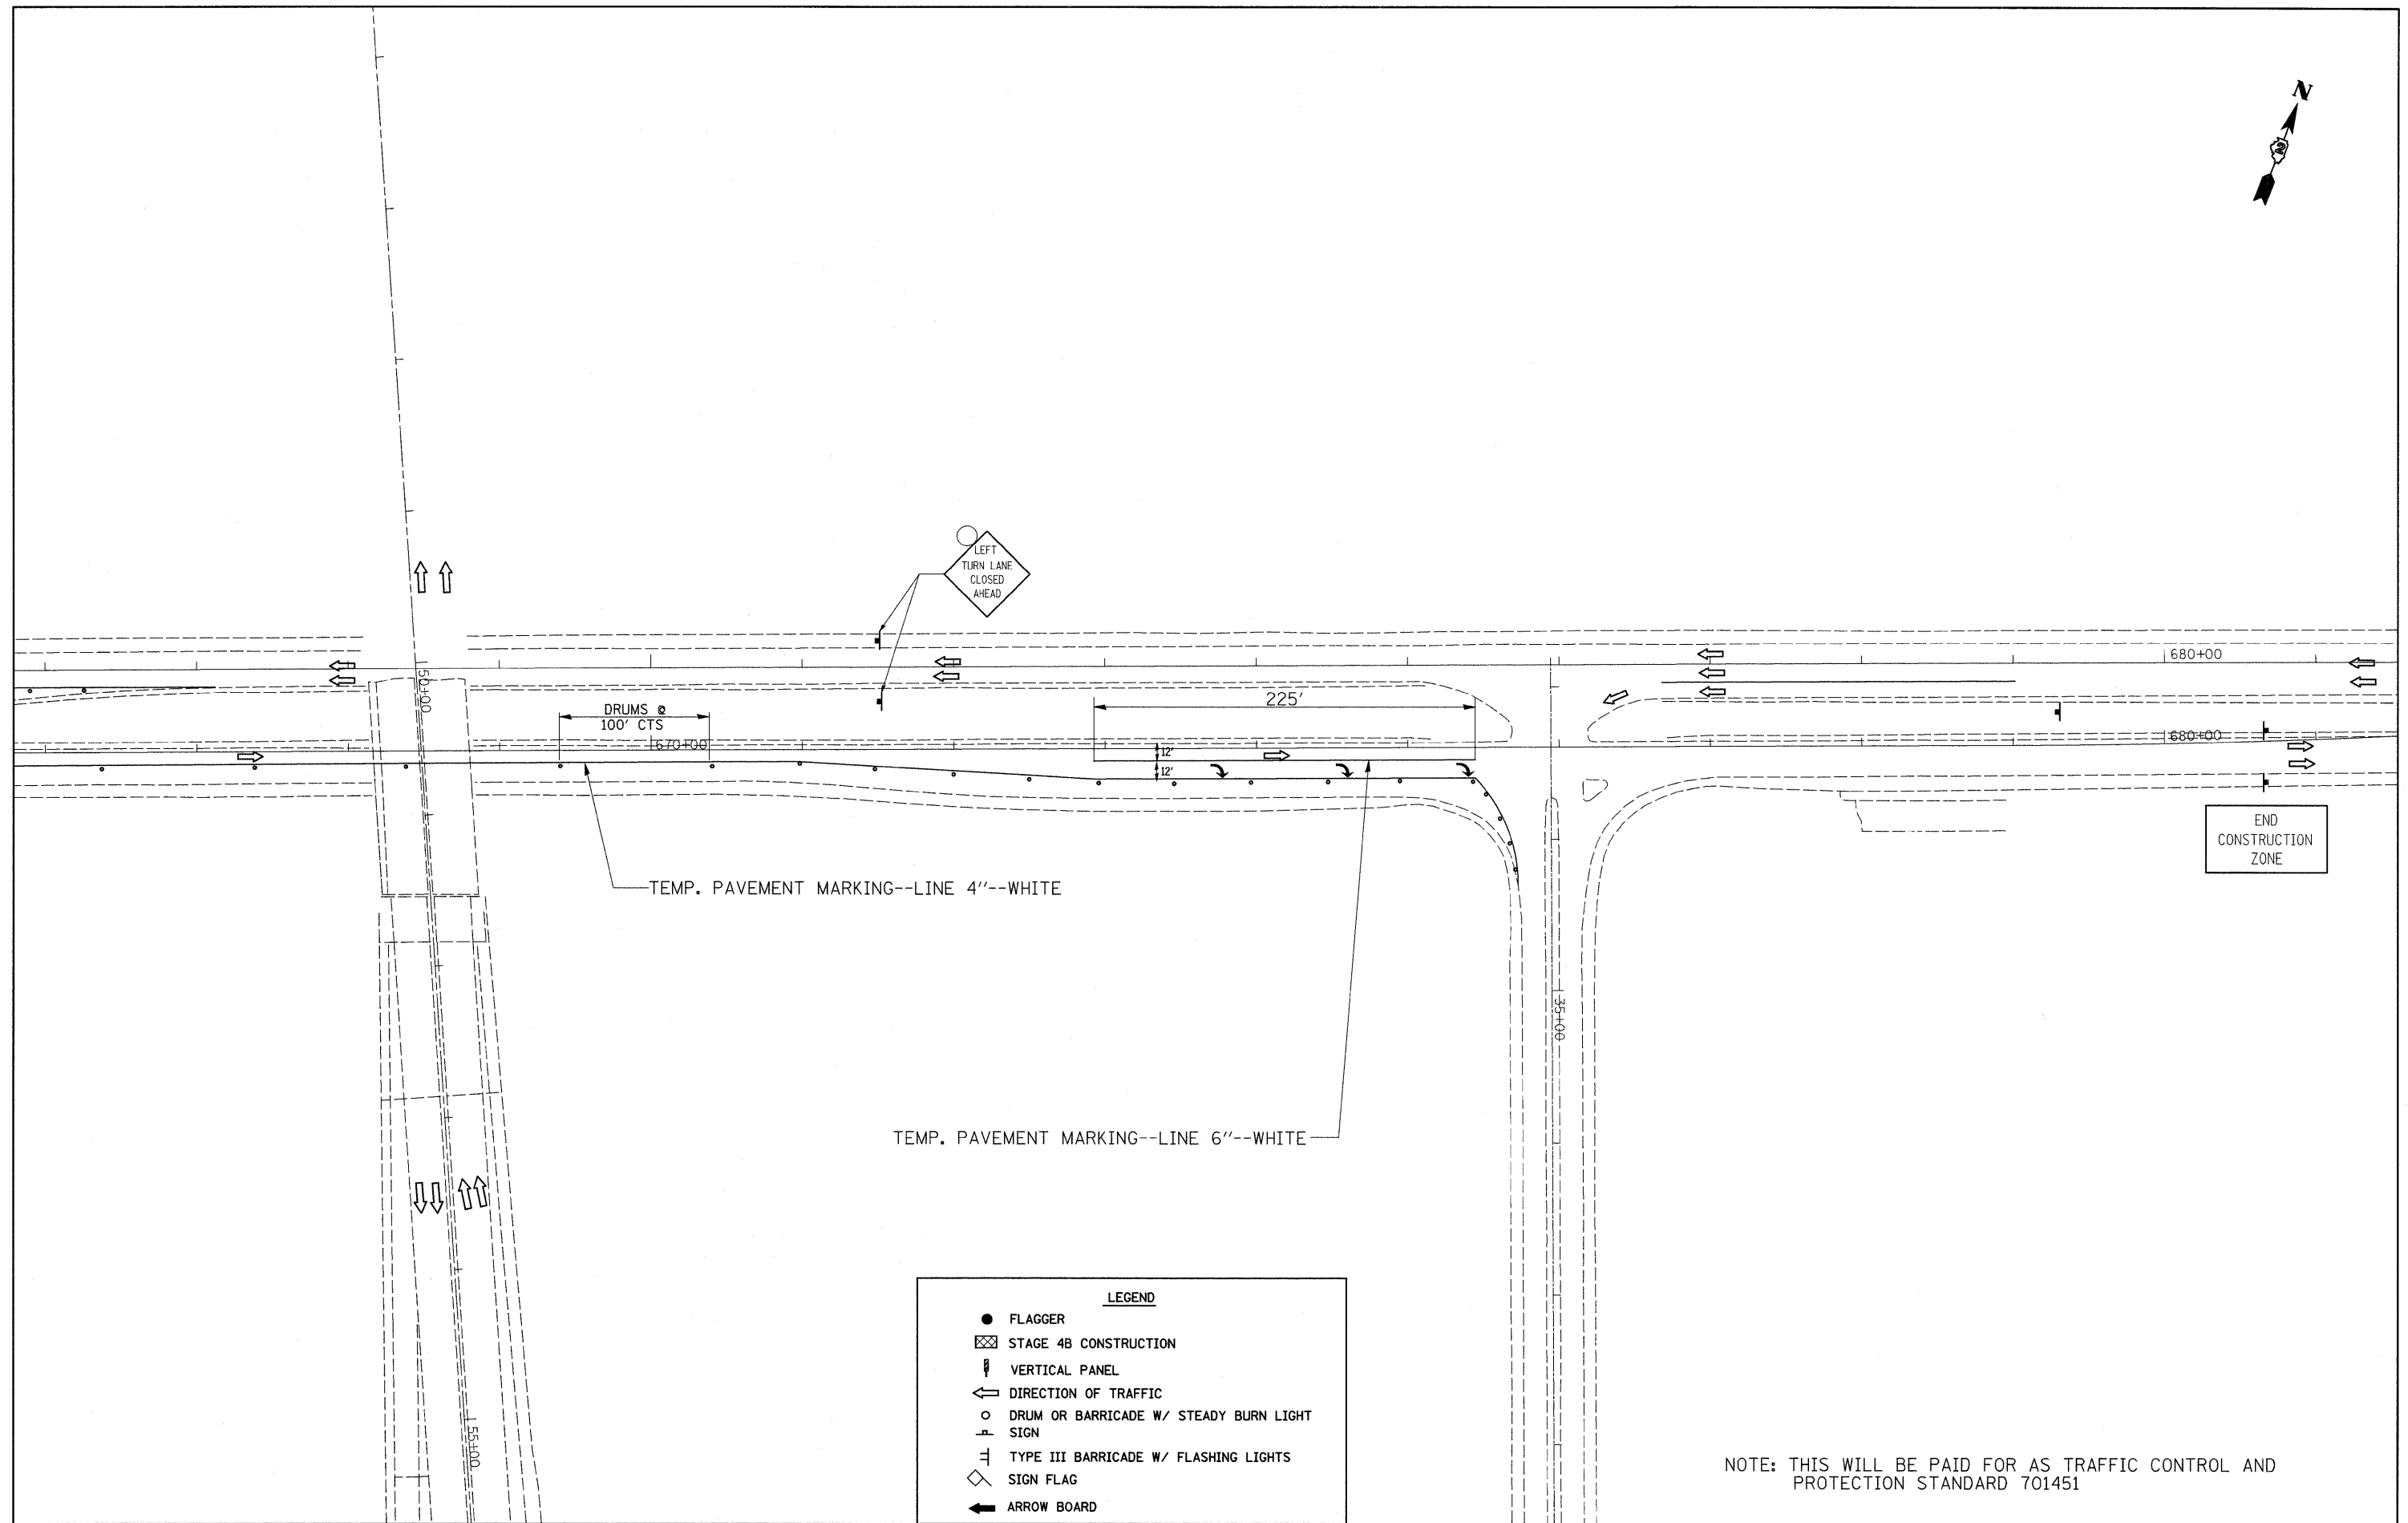 N
LEFT
TURN LANE
CLOSED
AHEAD
680+00
50+00
225'
DRUMS @
100' CTS
670+00
12'
12'
680+00
END
CONSTRUCTION
ZONE
TEMP. PAVEMENT MARKING--LINE 4"--WHITE
35+00
TEMP. PAVEMENT MARKING--LINE 6"--WHITE
LEGEND
FLAGGER
STAGE 4B CONSTRUCTION
VERTICAL PANEL
DIRECTION OF TRAFFIC
DRUM OR BARRICADE W/ STEADY BURN LIGHT
SIGN
TYPE III BARRICADE W/ FLASHING LIGHTS
SIGN FLAG
ARROW BOARD
55+00
NOTE: THIS WILL BE PAID FOR AS TRAFFIC CONTROL AND
PROTECTION STANDARD 701451